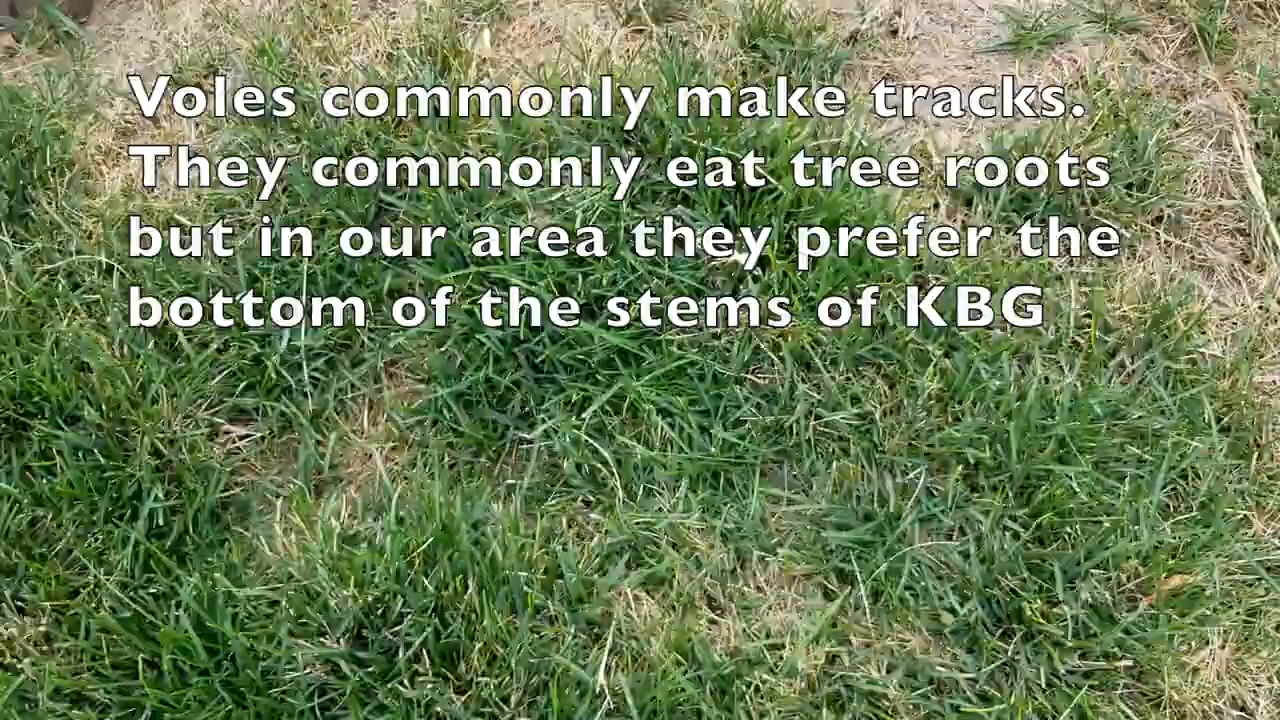 Voles commonly make tracks.
They commonly eat tree roots
but in our area they prefer the
bottom of the stems of KBG